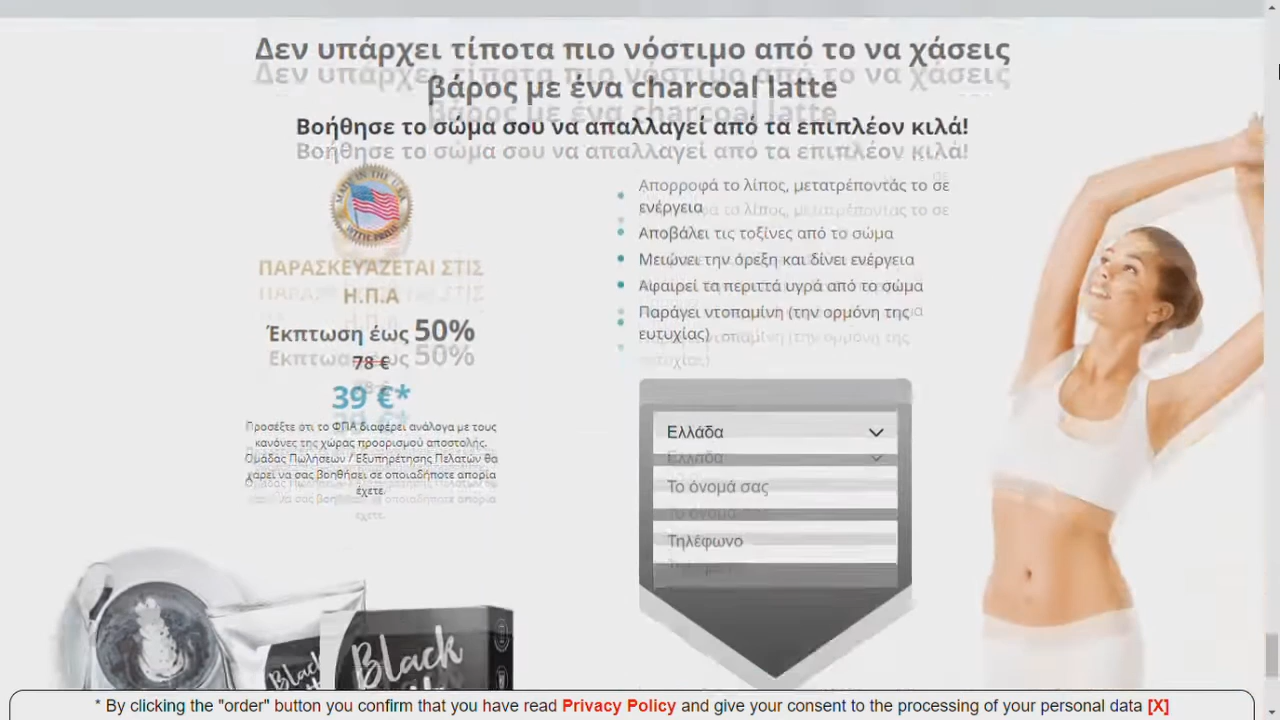 Δεν υπάρχει τίποτα πιο νόστιμο από το να χάσεις
βάρος με ένα charcoal latte
Βοήθησε το σώμα σου να απαλλαγεί από τα επιπλέον κιλά!
MADE IN THE U.S.A
WITH PRIDE
ΠΑΡΑΣΚΕΥΑΖΕΤΑΙ ΣΤΙΣ
Η.Π.Α
Έκπτωση έως 50%
78 €
39 €*
Προσέξτε ότι το ΦΠΑ διαφέρει ανάλογα με τους
κανόνες της χώρας προορισμού αποστολής.
Ομάδας Πωλήσεων / Εξυπηρέτησης Πελατών θα
χαρεί να σας βοηθήσει σε οποιαδήποτε απορία
έχετε.
Απορροφά το λίπος, μετατρέποντάς το σε
ενέργεια
Αποβάλει τις τοξίνες από το σώμα
Μειώνει την όρεξη και δίνει ενέργεια
Αφαιρεί τα περιττά υγρά από το σώμα
Παράγει ντοπαμίνη (την ορμόνη της
ευτυχίας)
Ελλάδα
Το όνομά σας
Τηλέφωνο
Black
Black
* By clicking the "order" button you confirm that you have read Privacy Policy and give your consent to the processing of your personal data [X]